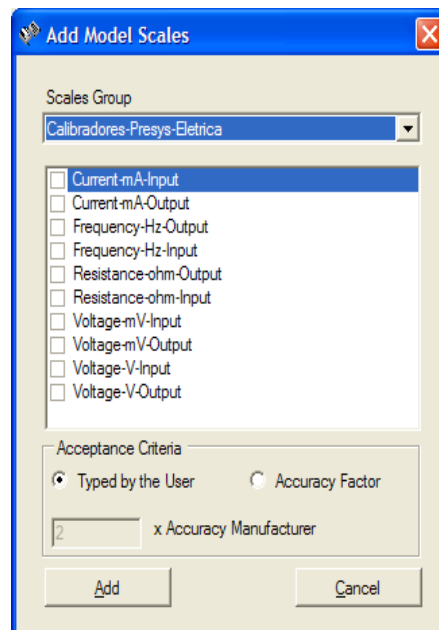 Add Model Scales
Scales Group
Calibradores-Presys-Eletrica
Current-mA-Input
Current-mA-Output
Frequency-Hz-Output
Frequency-Hz-Input
Resistance-ohm-Output
Resistance-ohm-Input
Voltage-mV-Input
Voltage-mV-Output
Voltage-V-Input
Voltage-V-Output
Acceptance Criteria
Typed by the User Accuracy Factor
2 x Accuracy Manufacturer
Add Cancel